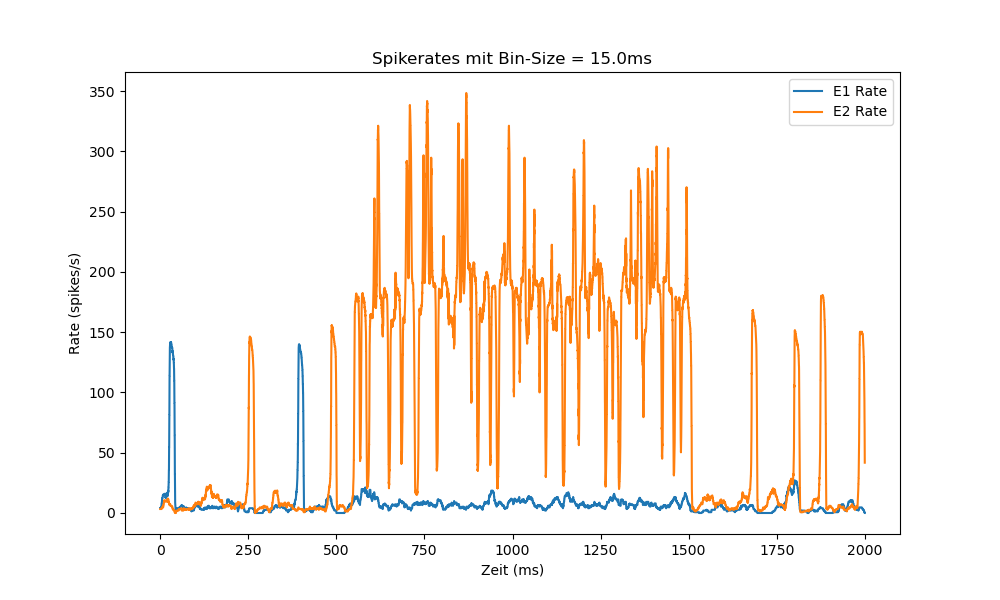 Spikerates mit Bin-Size = 15.0ms
E1 Rate
E2 Rate
350
300
250
200
150
100
50
0
Rate (spikes/s)
0 250 500 750 1000 1250 1500 1750 2000
Zeit (ms)